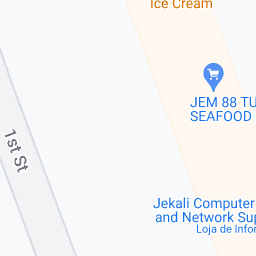 Ice Cream
JEM 88 TU
SEAFOOD
1st St
Jekali Computer
and Network Sup
Loja de Infor